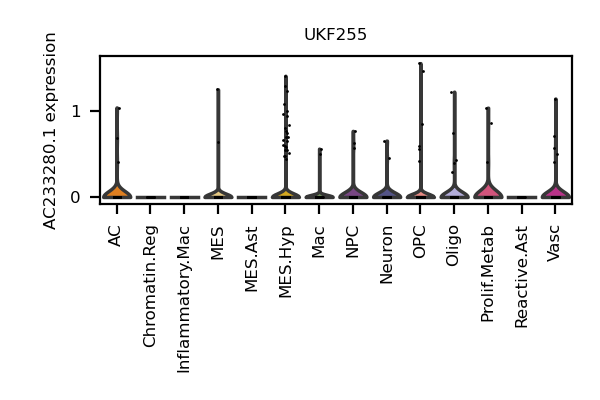 UKF255
AC233280.1 expression
1
0
AC
Chromatin.Reg
Inflammatory.Mac
MES
MES.Ast
MES.Hyp
Mac
NPC
Neuron
OPC
Oligo
Prolif.Metab
Reactive.Ast
Vasc